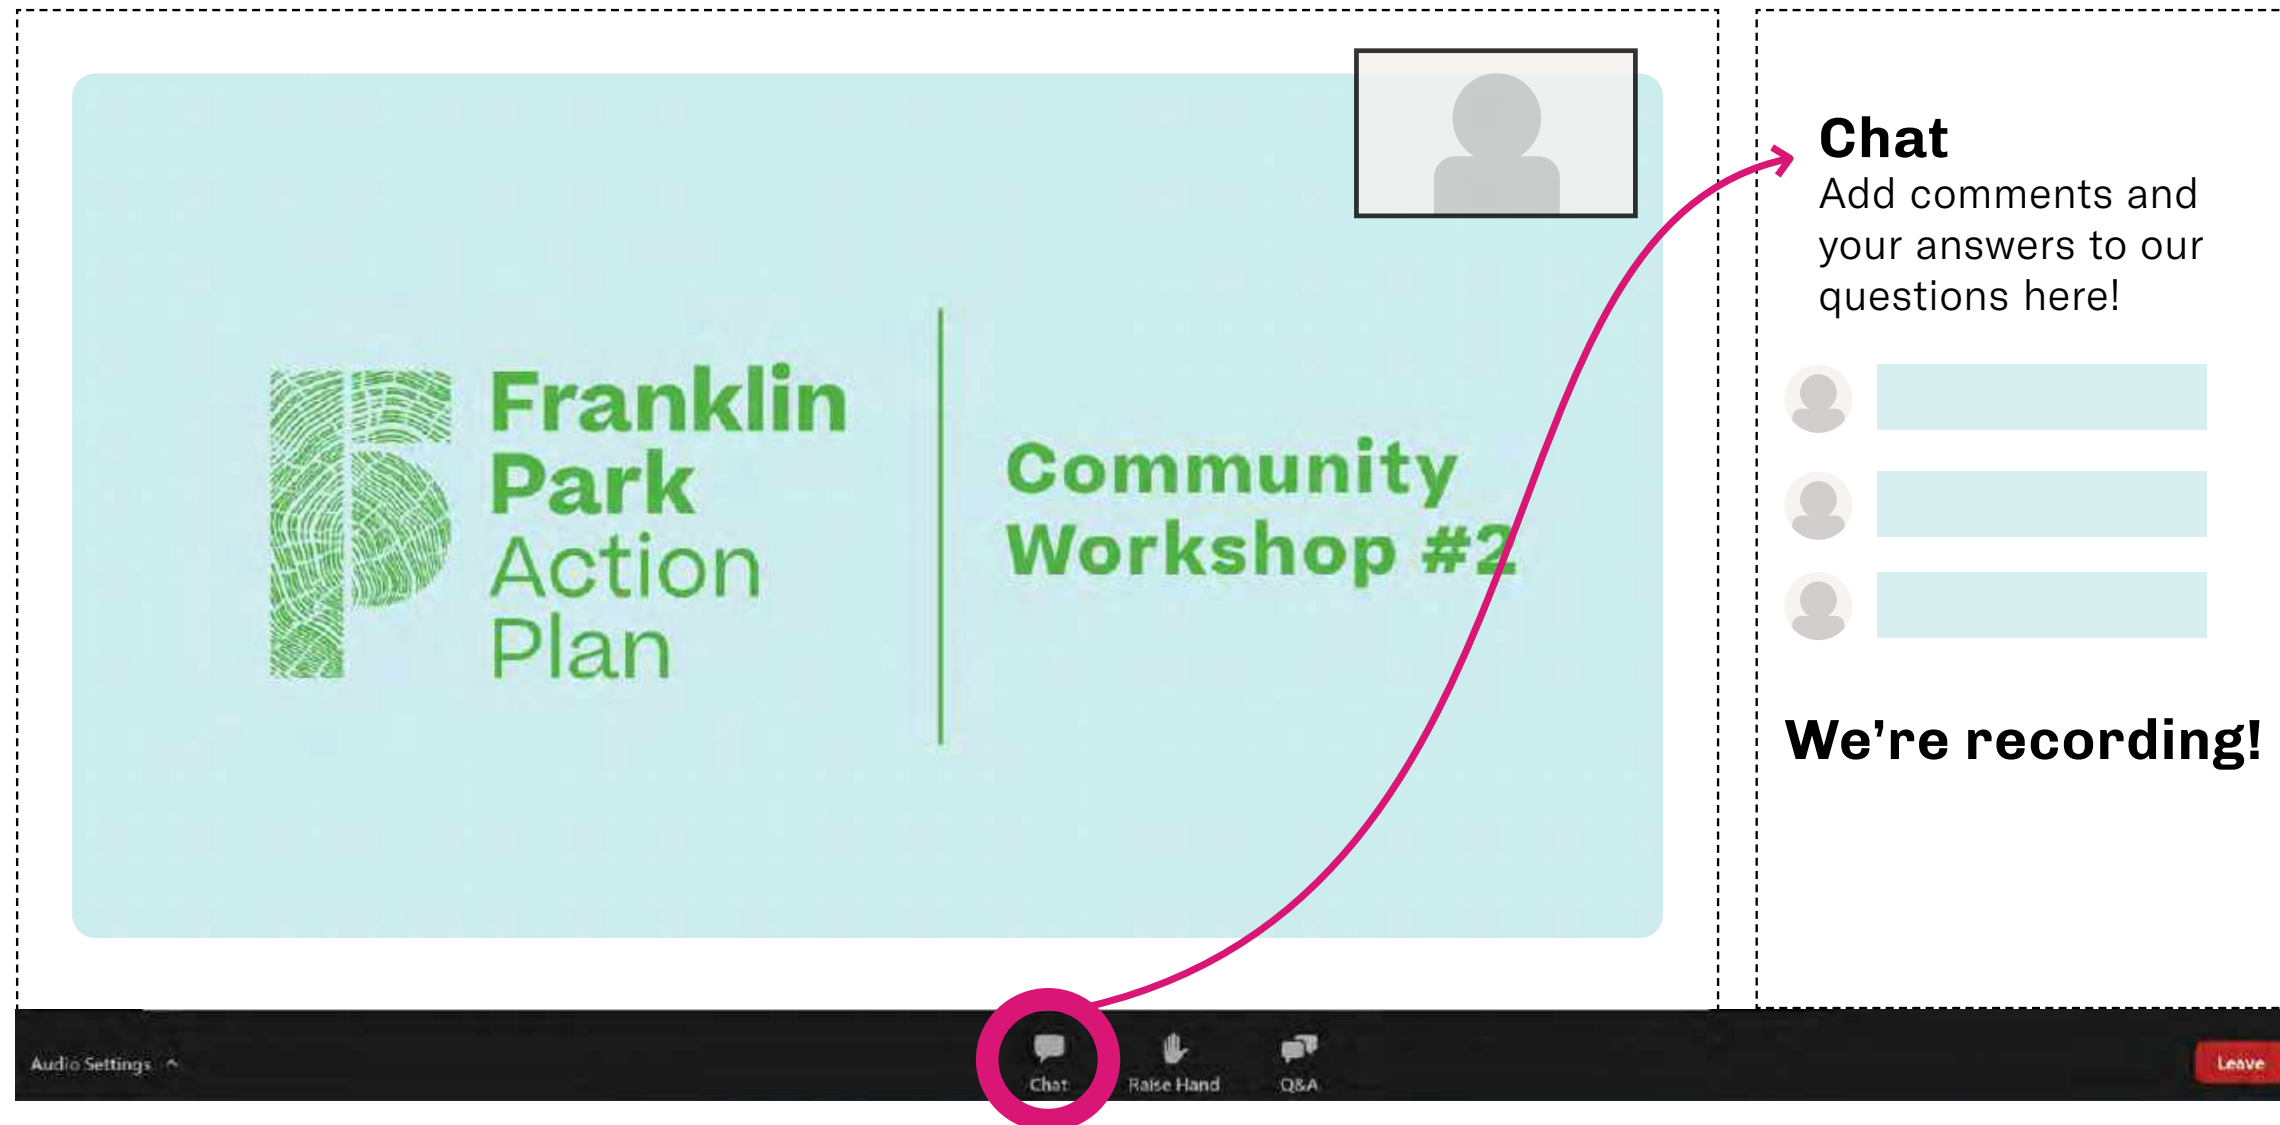 Franklin
Park
Action
Plan
Community
Workshop #2
Chat
Add comments and
your answers to our
questions here!
We're recording!
Audio Settings
Chat
Raise Hand
Q&A
Leave